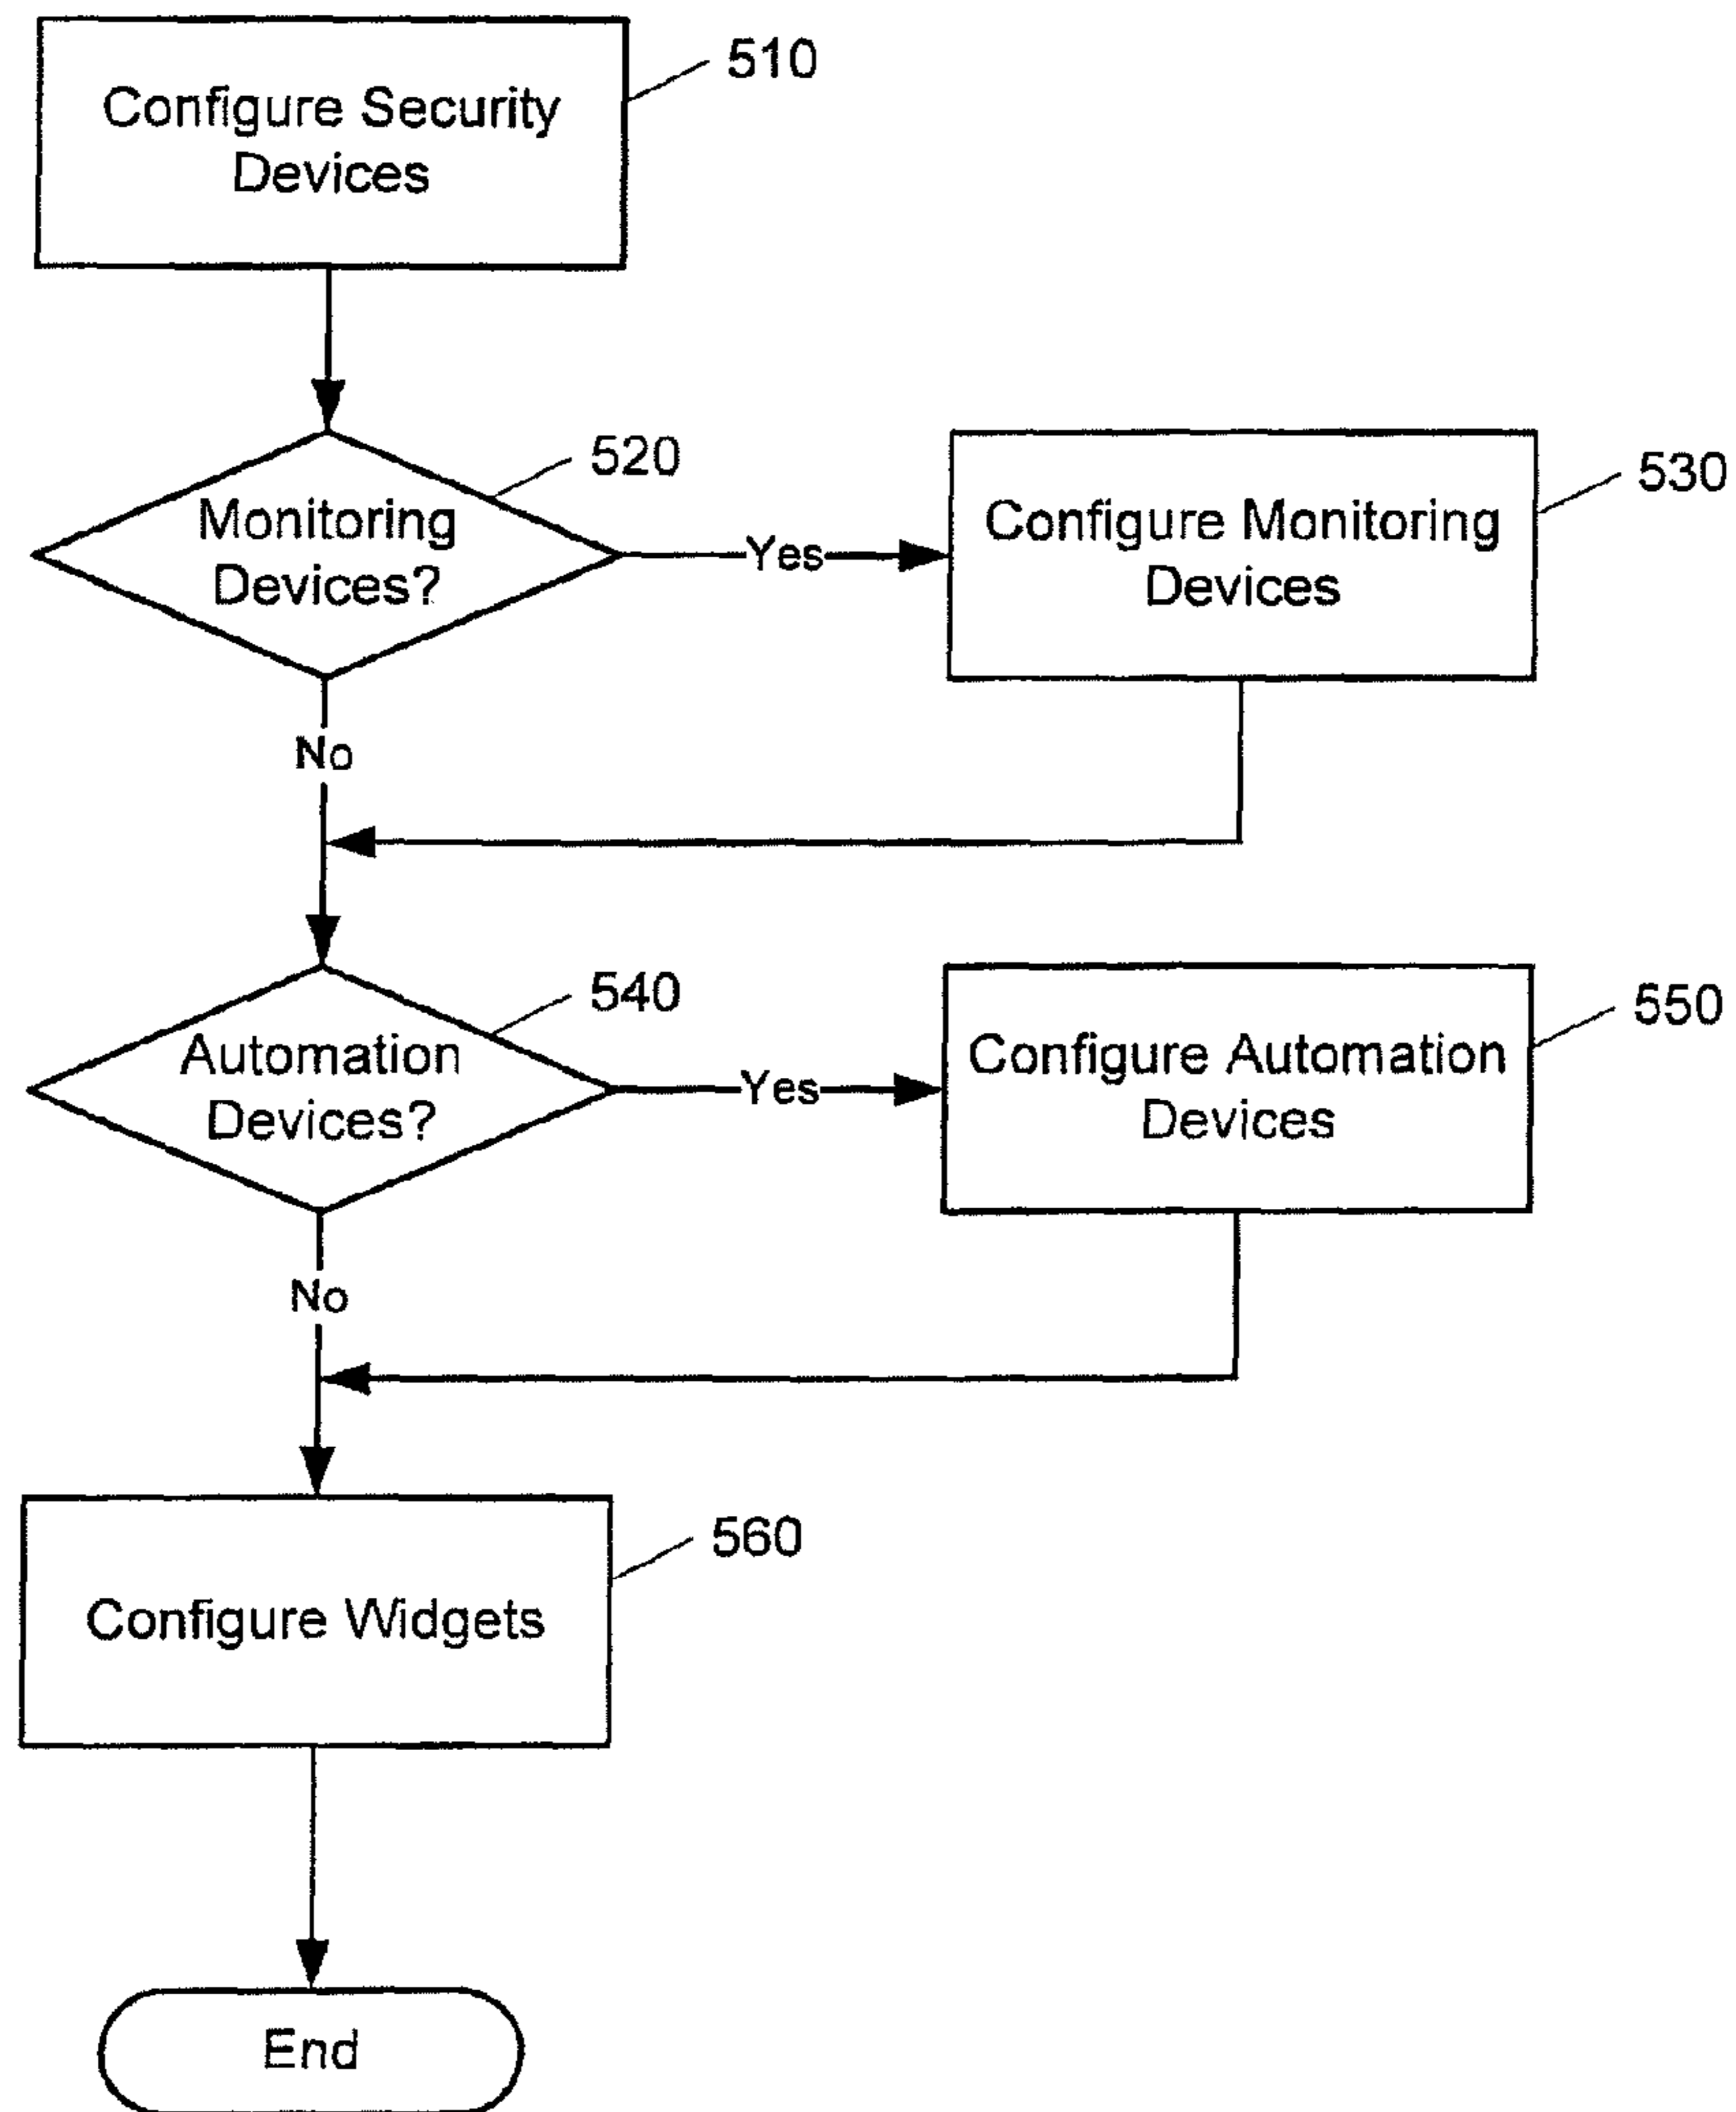 Configure Security
Devices
510
Monitoring
Devices?
520
Yes
Configure Monitoring
Devices
530
No
Automation
Devices?
540
Yes
Configure Automation
Devices
550
No
Configure Widgets
560
End